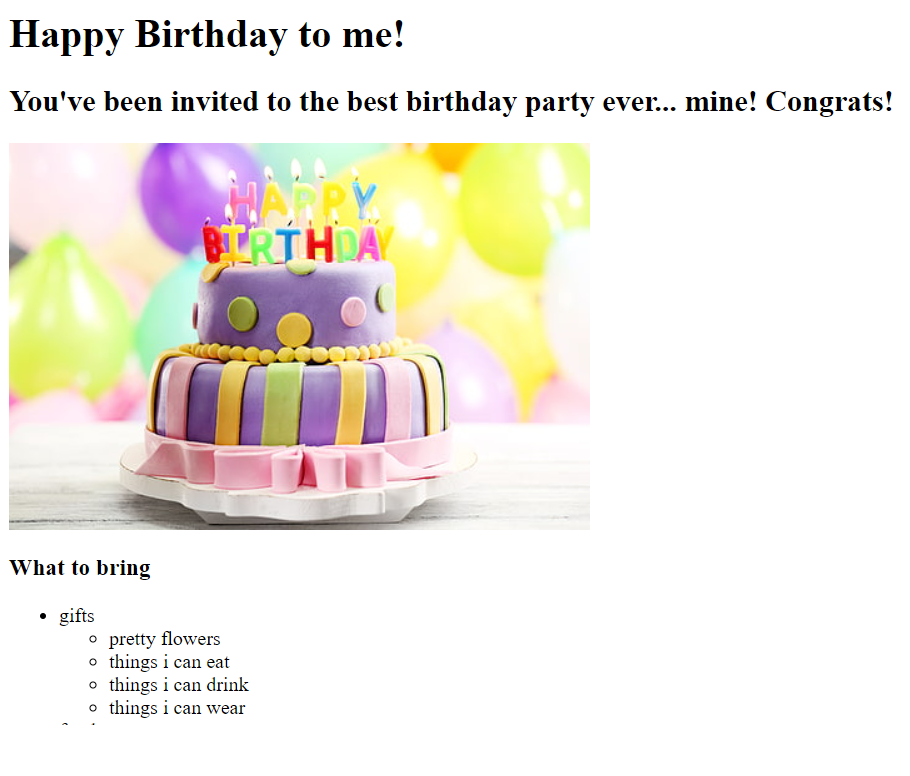 Happy Birthday to me!
You've been invited to the best birthday party ever... mine! Congrats!
HAPPY
BIRTHDAY
What to bring
gifts
pretty flowers
things i can eat
things i can drink
things i can wear